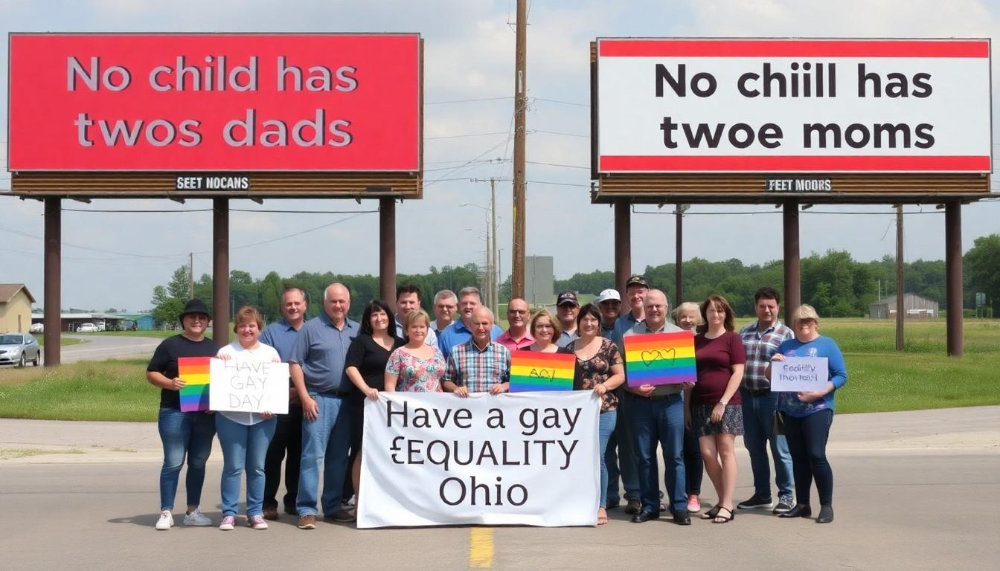 No child has
twos dads
SEET NOCANS
No chiill has
twoe moms
FEET MOORS
HAVE
GAY
DAY!
Have a gay
£EQUALITY
Ohio